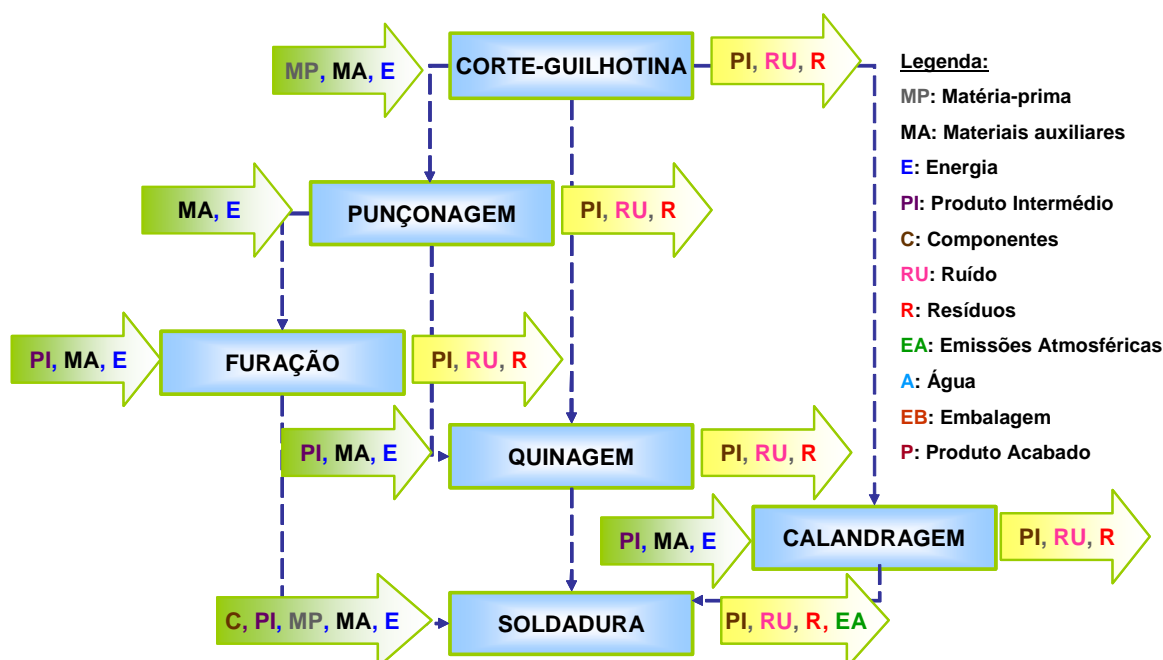 MP, MA, E
CORTE-GUILHOTINA
PI, RU, R
MA, E
PUNÇONAGEM
PI, RU, R
PI, MA, E
FURAÇÃO
PI, RU, R
PI, MA, E
QUINAGEM
PI, RU, R
PI, MA, E
CALANDRAGEM
PI, RU, R
C, PI, MP, MA, E
SOLDADURA
PI, RU, R, EA
Legenda:
MP: Matéria-prima
MA: Materiais auxiliares
E: Energia
PI: Produto Intermédio
C: Componentes
RU: Ruído
R: Resíduos
EA: Emissões Atmosféricas
A: Água
EB: Embalagem
P: Produto Acabado